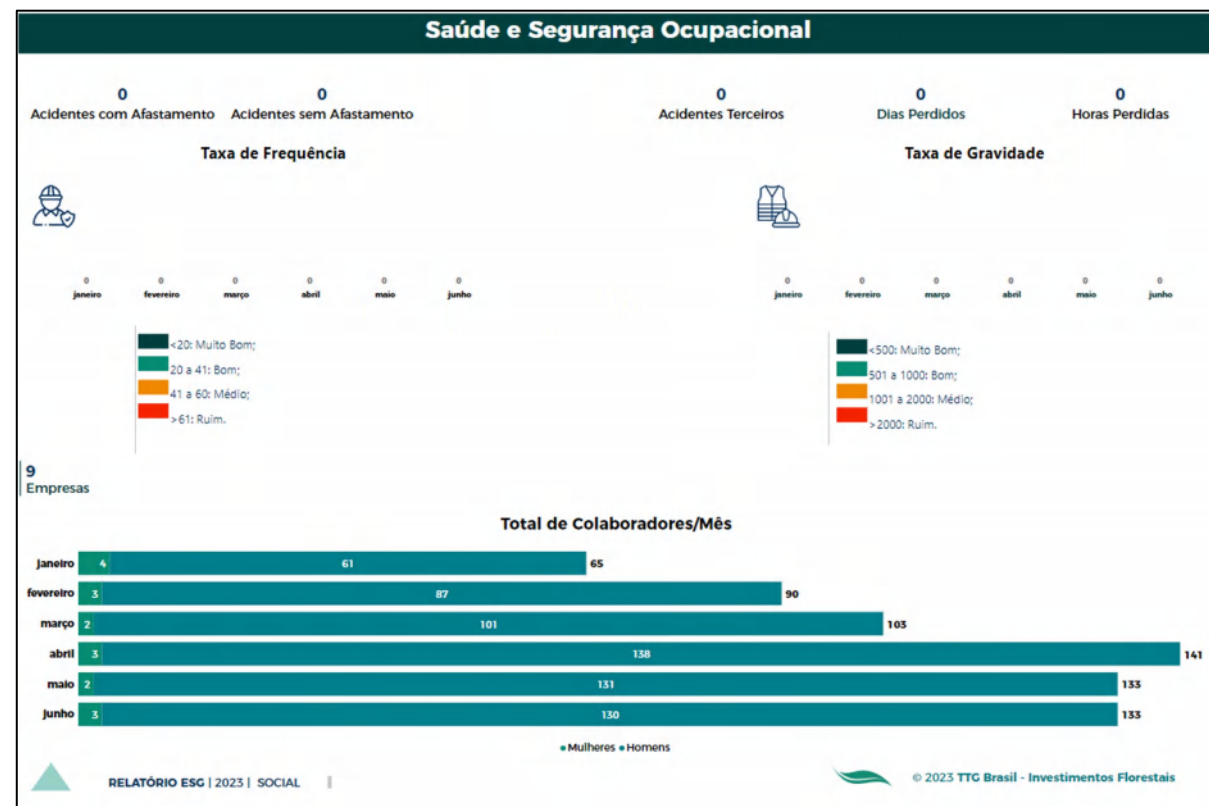 Saúde e Segurança Ocupacional
0 0 0 0 0
Acidentes com Afastamento Acidentes sem Afastamento Acidentes Terceiros Dias Perdidos Horas Perdidas
Taxa de Frequência
0 0 0 0 0 0
janeiro fevereiro março abril maio junho
<20: Muito Bom;
20 a 41: Bom;
41 a 60: Médio;
>61: Ruim.
Taxa de Gravidade
0 0 0 0 0 0
janeiro fevereiro março abril maio junho
<500: Muito Bom;
501 a 1000: Bom;
1001 a 2000: Médio;
>2000: Ruim.
9
Empresas
Total de Colaboradores/Mês
janeiro 4 61 65
fevereiro 3 87 90
março 2 101 103
abril 3 138 141
maio 2 131 133
junho 3 130 133
Mulheres Homens
RELATÓRIO ESG | 2023 | SOCIAL
© 2023 TTG Brasil - Investimentos Florestais